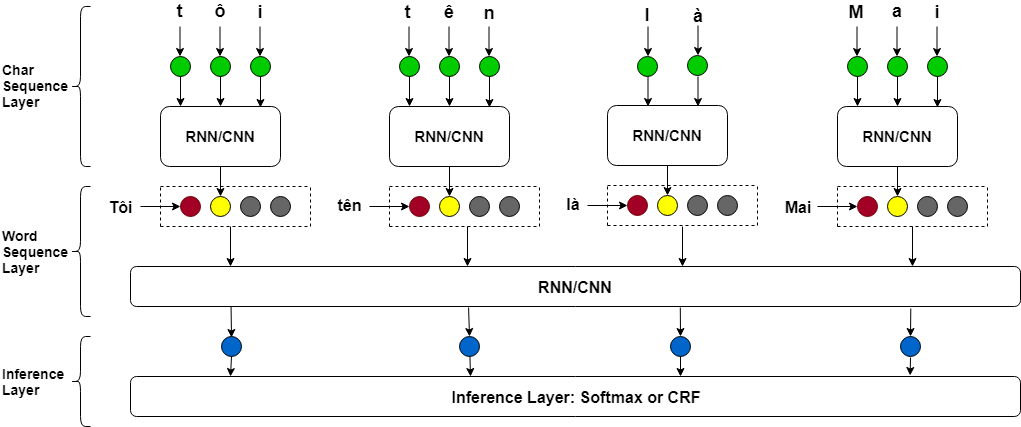 t ô i t ê n l à M a i
Char
Sequence
Layer
RNN/CNN RNN/CNN RNN/CNN RNN/CNN
Tôi tên là Mai
Word
Sequence
Layer
RNN/CNN
Inference
Layer
Inference Layer: Softmax or CRF